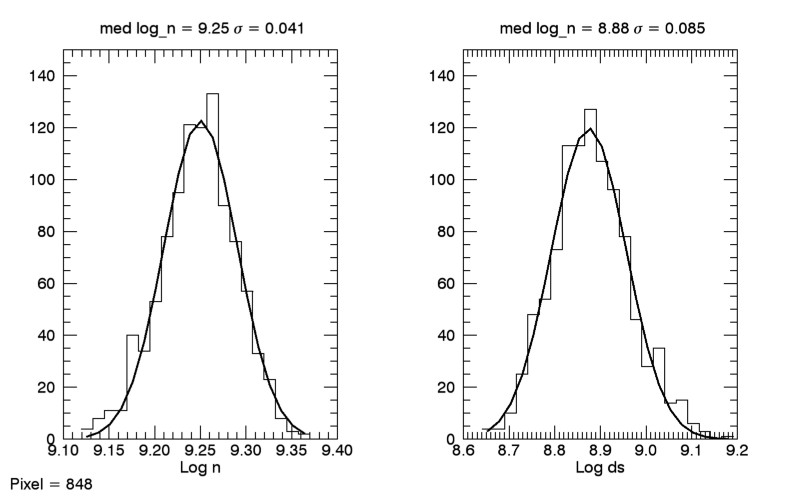 med log_n = 9.25 σ = 0.041
140
120
100
80
60
40
20
0
9.10 9.15 9.20 9.25 9.30 9.35 9.40
Log n
med log_n = 8.88 σ = 0.085
140
120
100
80
60
40
20
0
8.6 8.7 8.8 8.9 9.0 9.1 9.2
Log ds
Pixel = 848